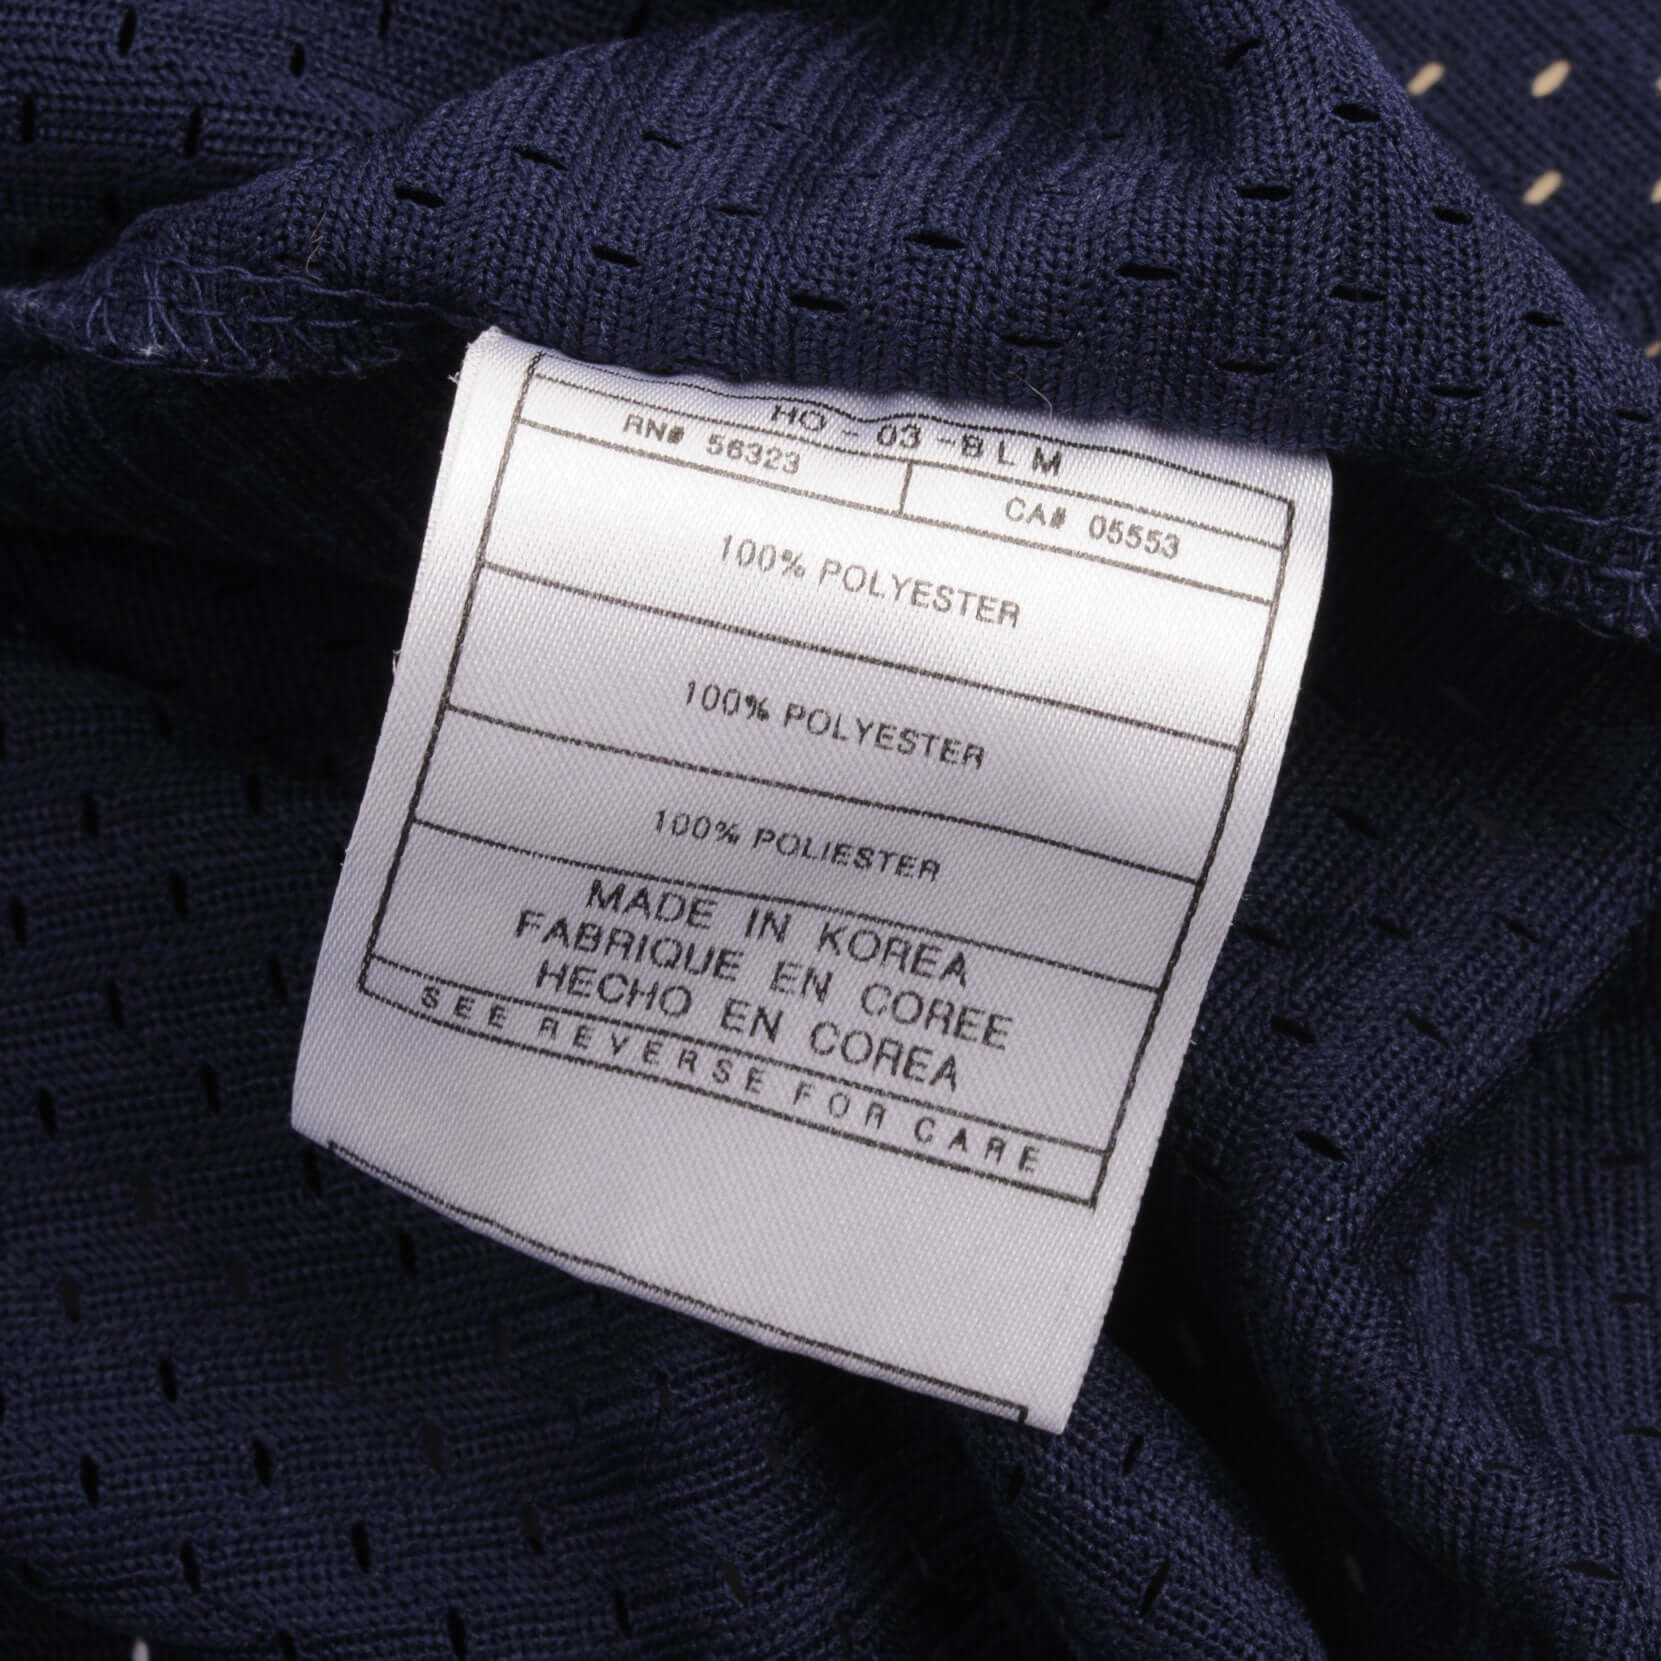 HO - 03 - BLM
RN# 56323
CA# 05553
100% POLYESTER
100% POLYESTER
100% POLIESTER
MADE IN KOREA
FABRIQUE EN COREE
HECHO EN COREA
SEE REVERSE FOR CARE